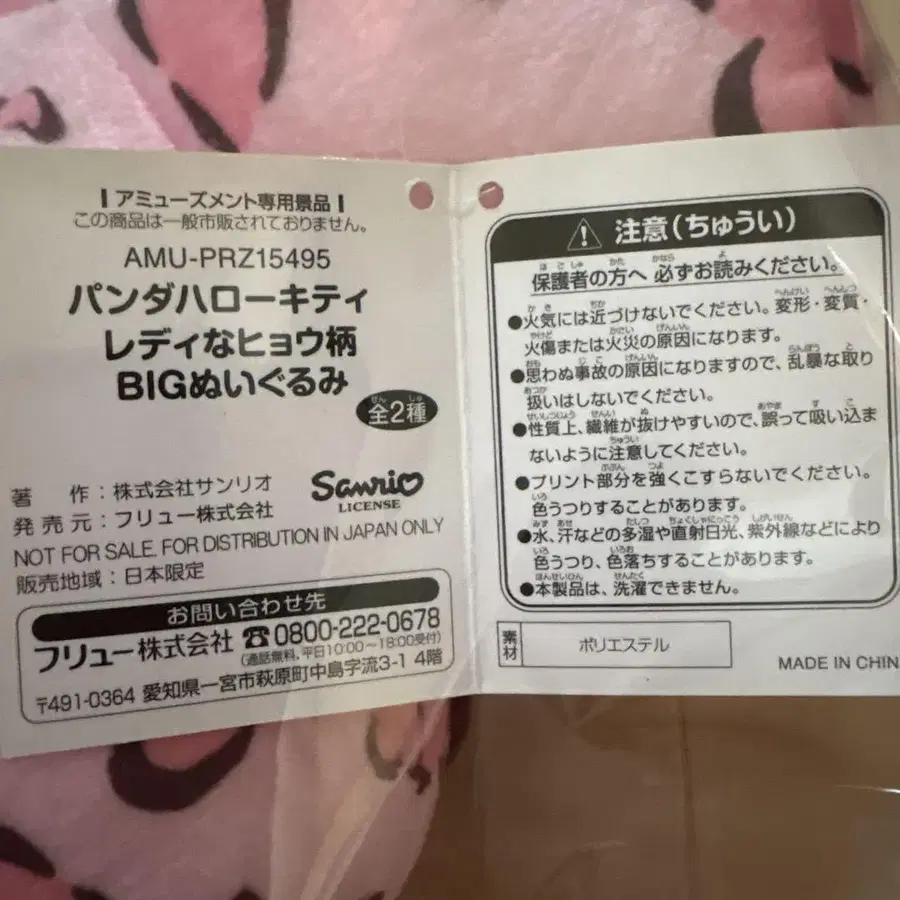 アミューズメント専用景品
この商品は一般市販されておりません。
AMU-PRZ15495
パンダハローキティ
レディなヒョウ柄
BIGぬいぐるみ
全2種
著 作：株式会社サンリオ
発売元：フリュー株式会社
Sanrio
LICENSE
NOT FOR SALE. FOR DISTRIBUTION IN JAPAN ONLY
販売地域：日本限定
お問い合わせ先
フリュー株式会社 ☎0800-222-0678
(通話無料、平日10:00〜18:00受付)
〒491-0364 愛知県一宮市萩原町中島字流3-1 4階
注意(ちゅうい)
保護者の方へ 必ずお読みください。
●火気には近づけないでください。変形・変質・
火傷または火災の原因になります。
●思わぬ事故の原因になりますので、乱暴な取り
扱いはしないでください。
●性質上、繊維が抜けやすいので、誤って吸い込ま
ないように注意してください。
●プリント部分を強くこすらないでください。
色うつりすることがあります。
●水、汗などの多湿や直射日光、紫外線などにより
色うつり、色落ちすることがあります。
●本製品は、洗濯できません。
素材
ポリエステル
MADE IN CHIN